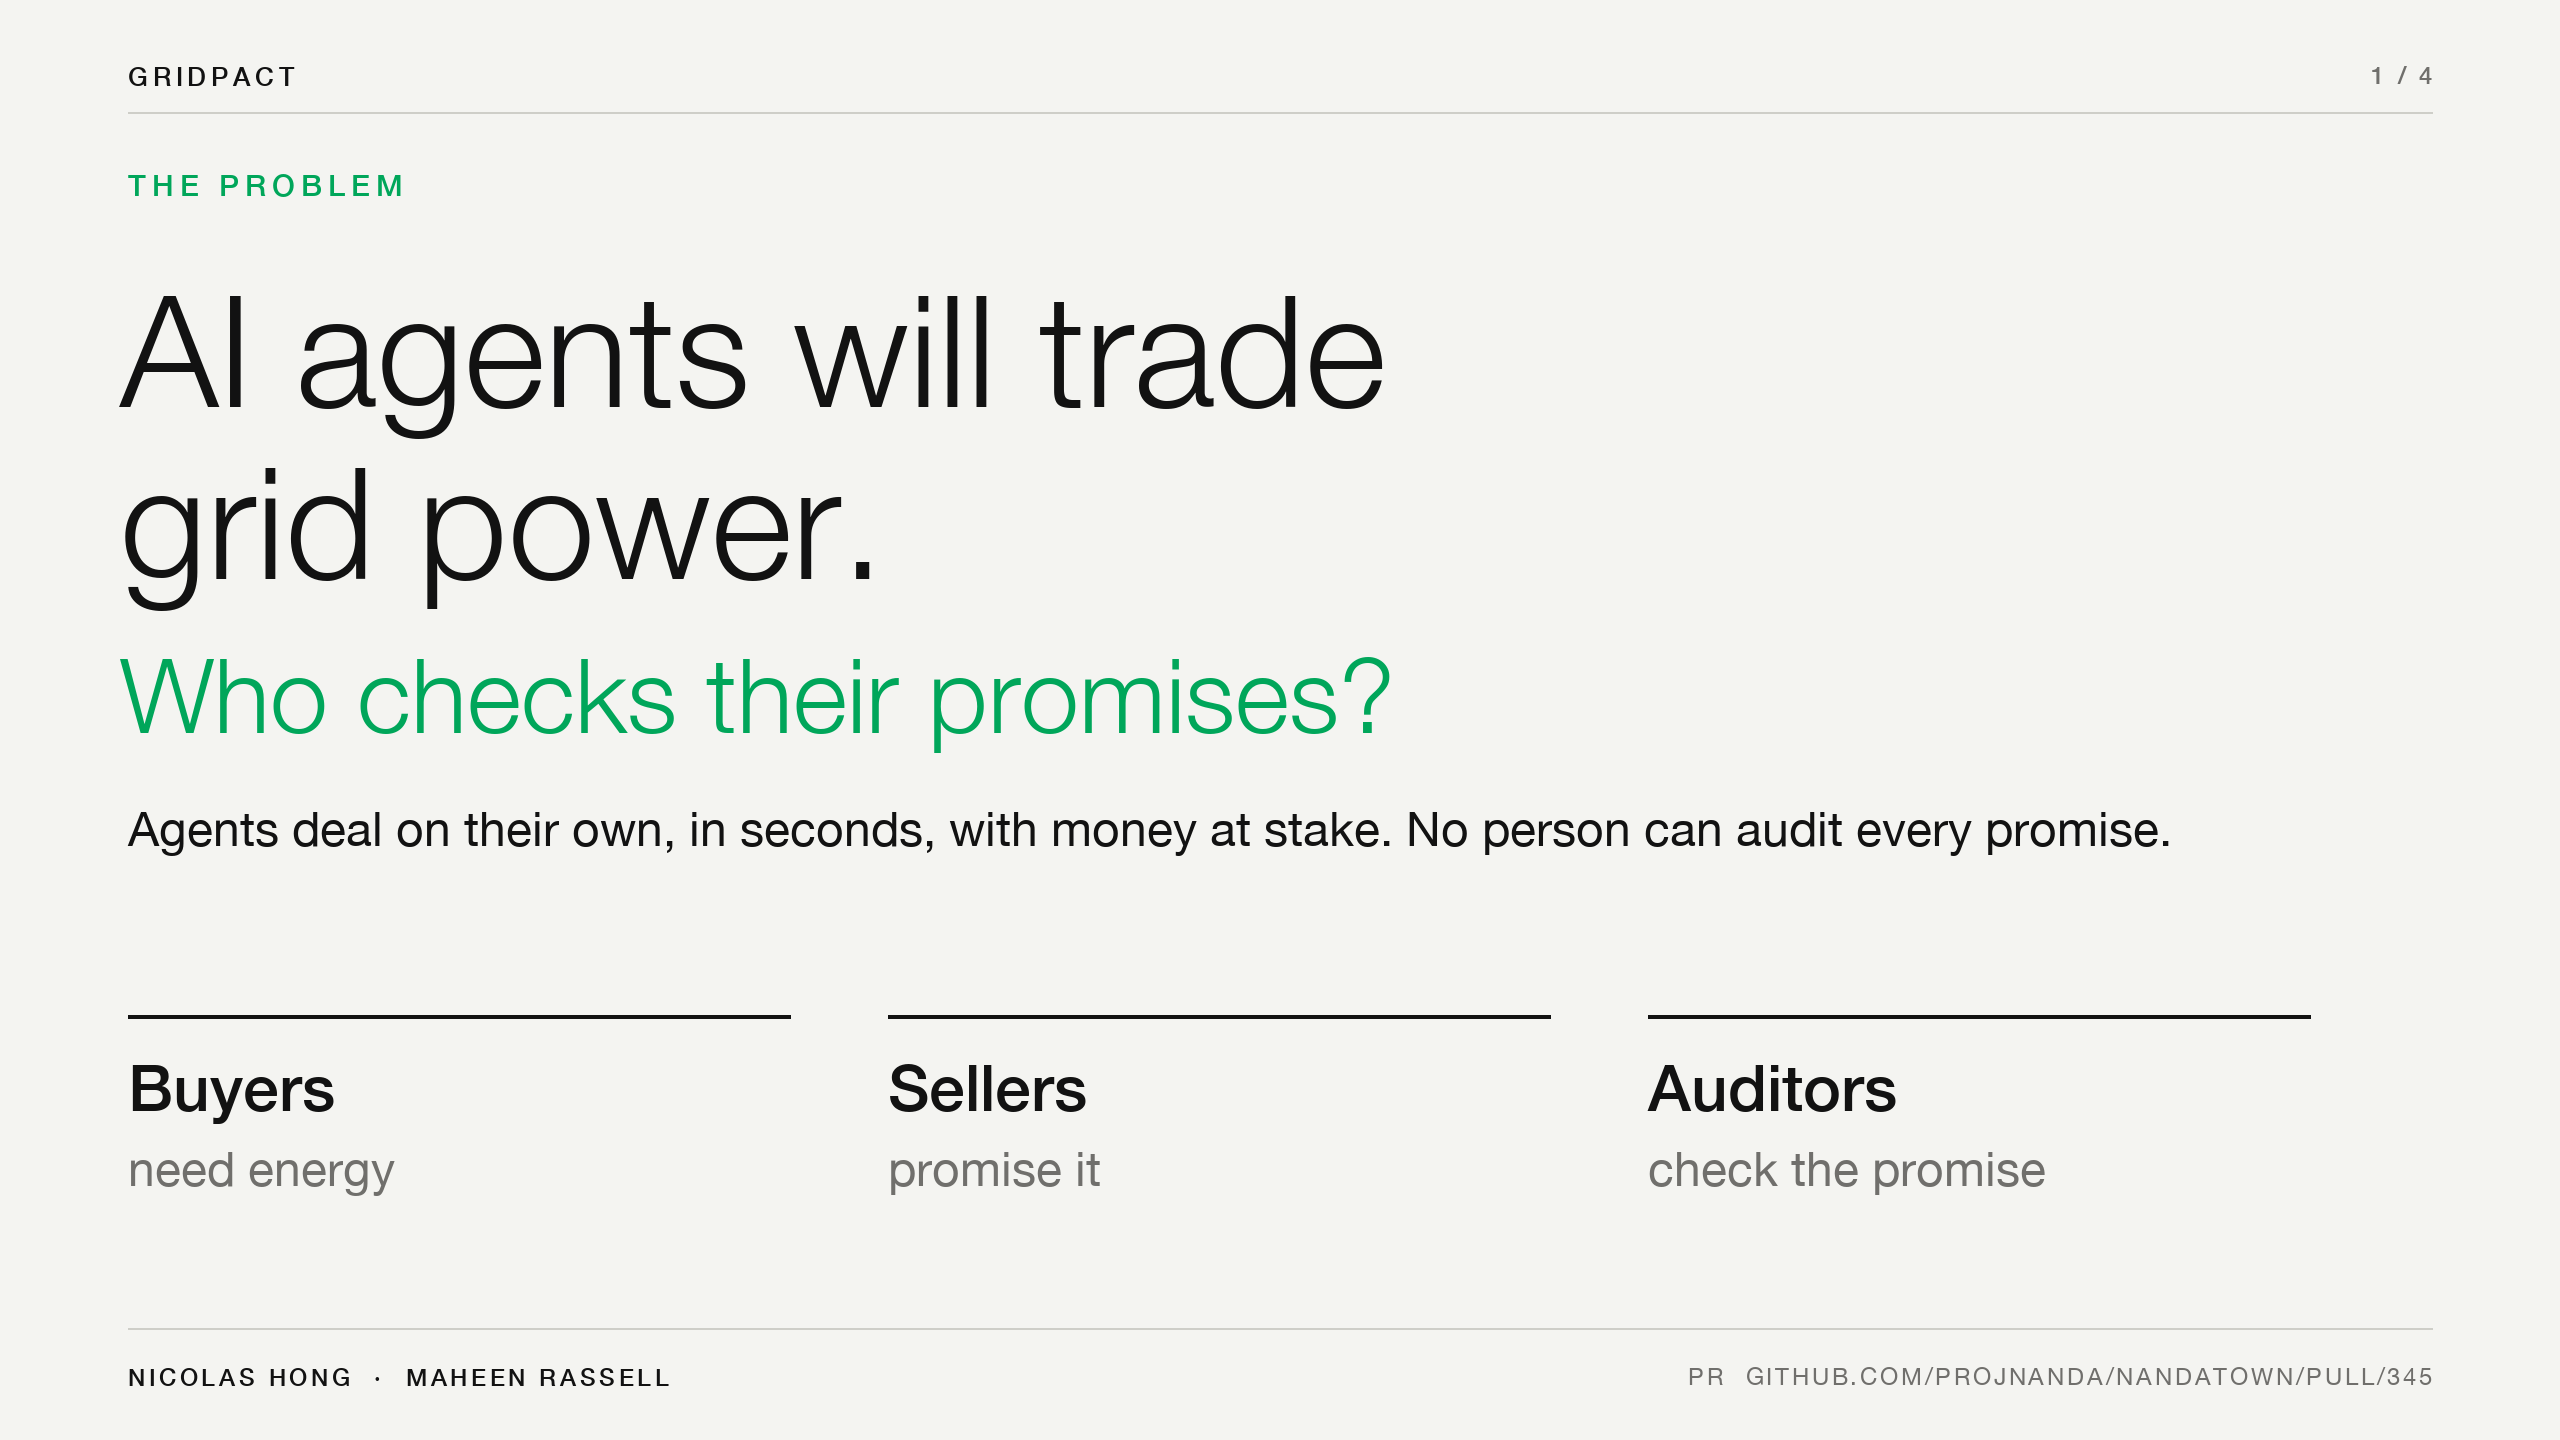 GRIDPACT
1 / 4
THE PROBLEM
AI agents will trade
grid power.
Who checks their promises?
Agents deal on their own, in seconds, with money at stake. No person can audit every promise.
Buyers
need energy
Sellers
promise it
Auditors
check the promise
NICOLAS HONG · MAHEEN RASSELL
PR GITHUB.COM/PROJNANDA/NANDATOWN/PULL/345